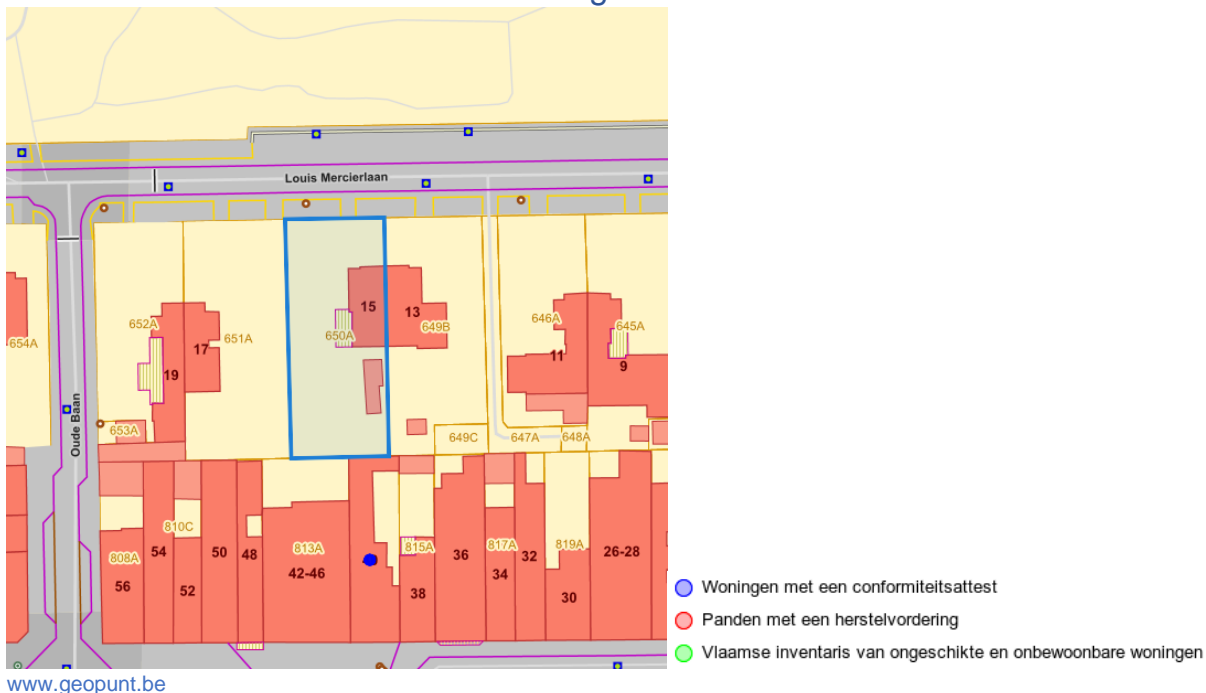 Louis Mercierlaan
Oude Baan
654A
652A
19
17
651A
650A
15
13
649B
646A
11
645A
9
653A
649C
647A
648A
808A
56
54
810C
52
50
48
813A
42-46
815A
38
36
817A
34
32
819A
30
26-28
Woningen met een conformiteitsattest
Panden met een herstelvordering
Vlaamse inventaris van ongeschikte en onbewoonbare woningen
www.geopunt.be